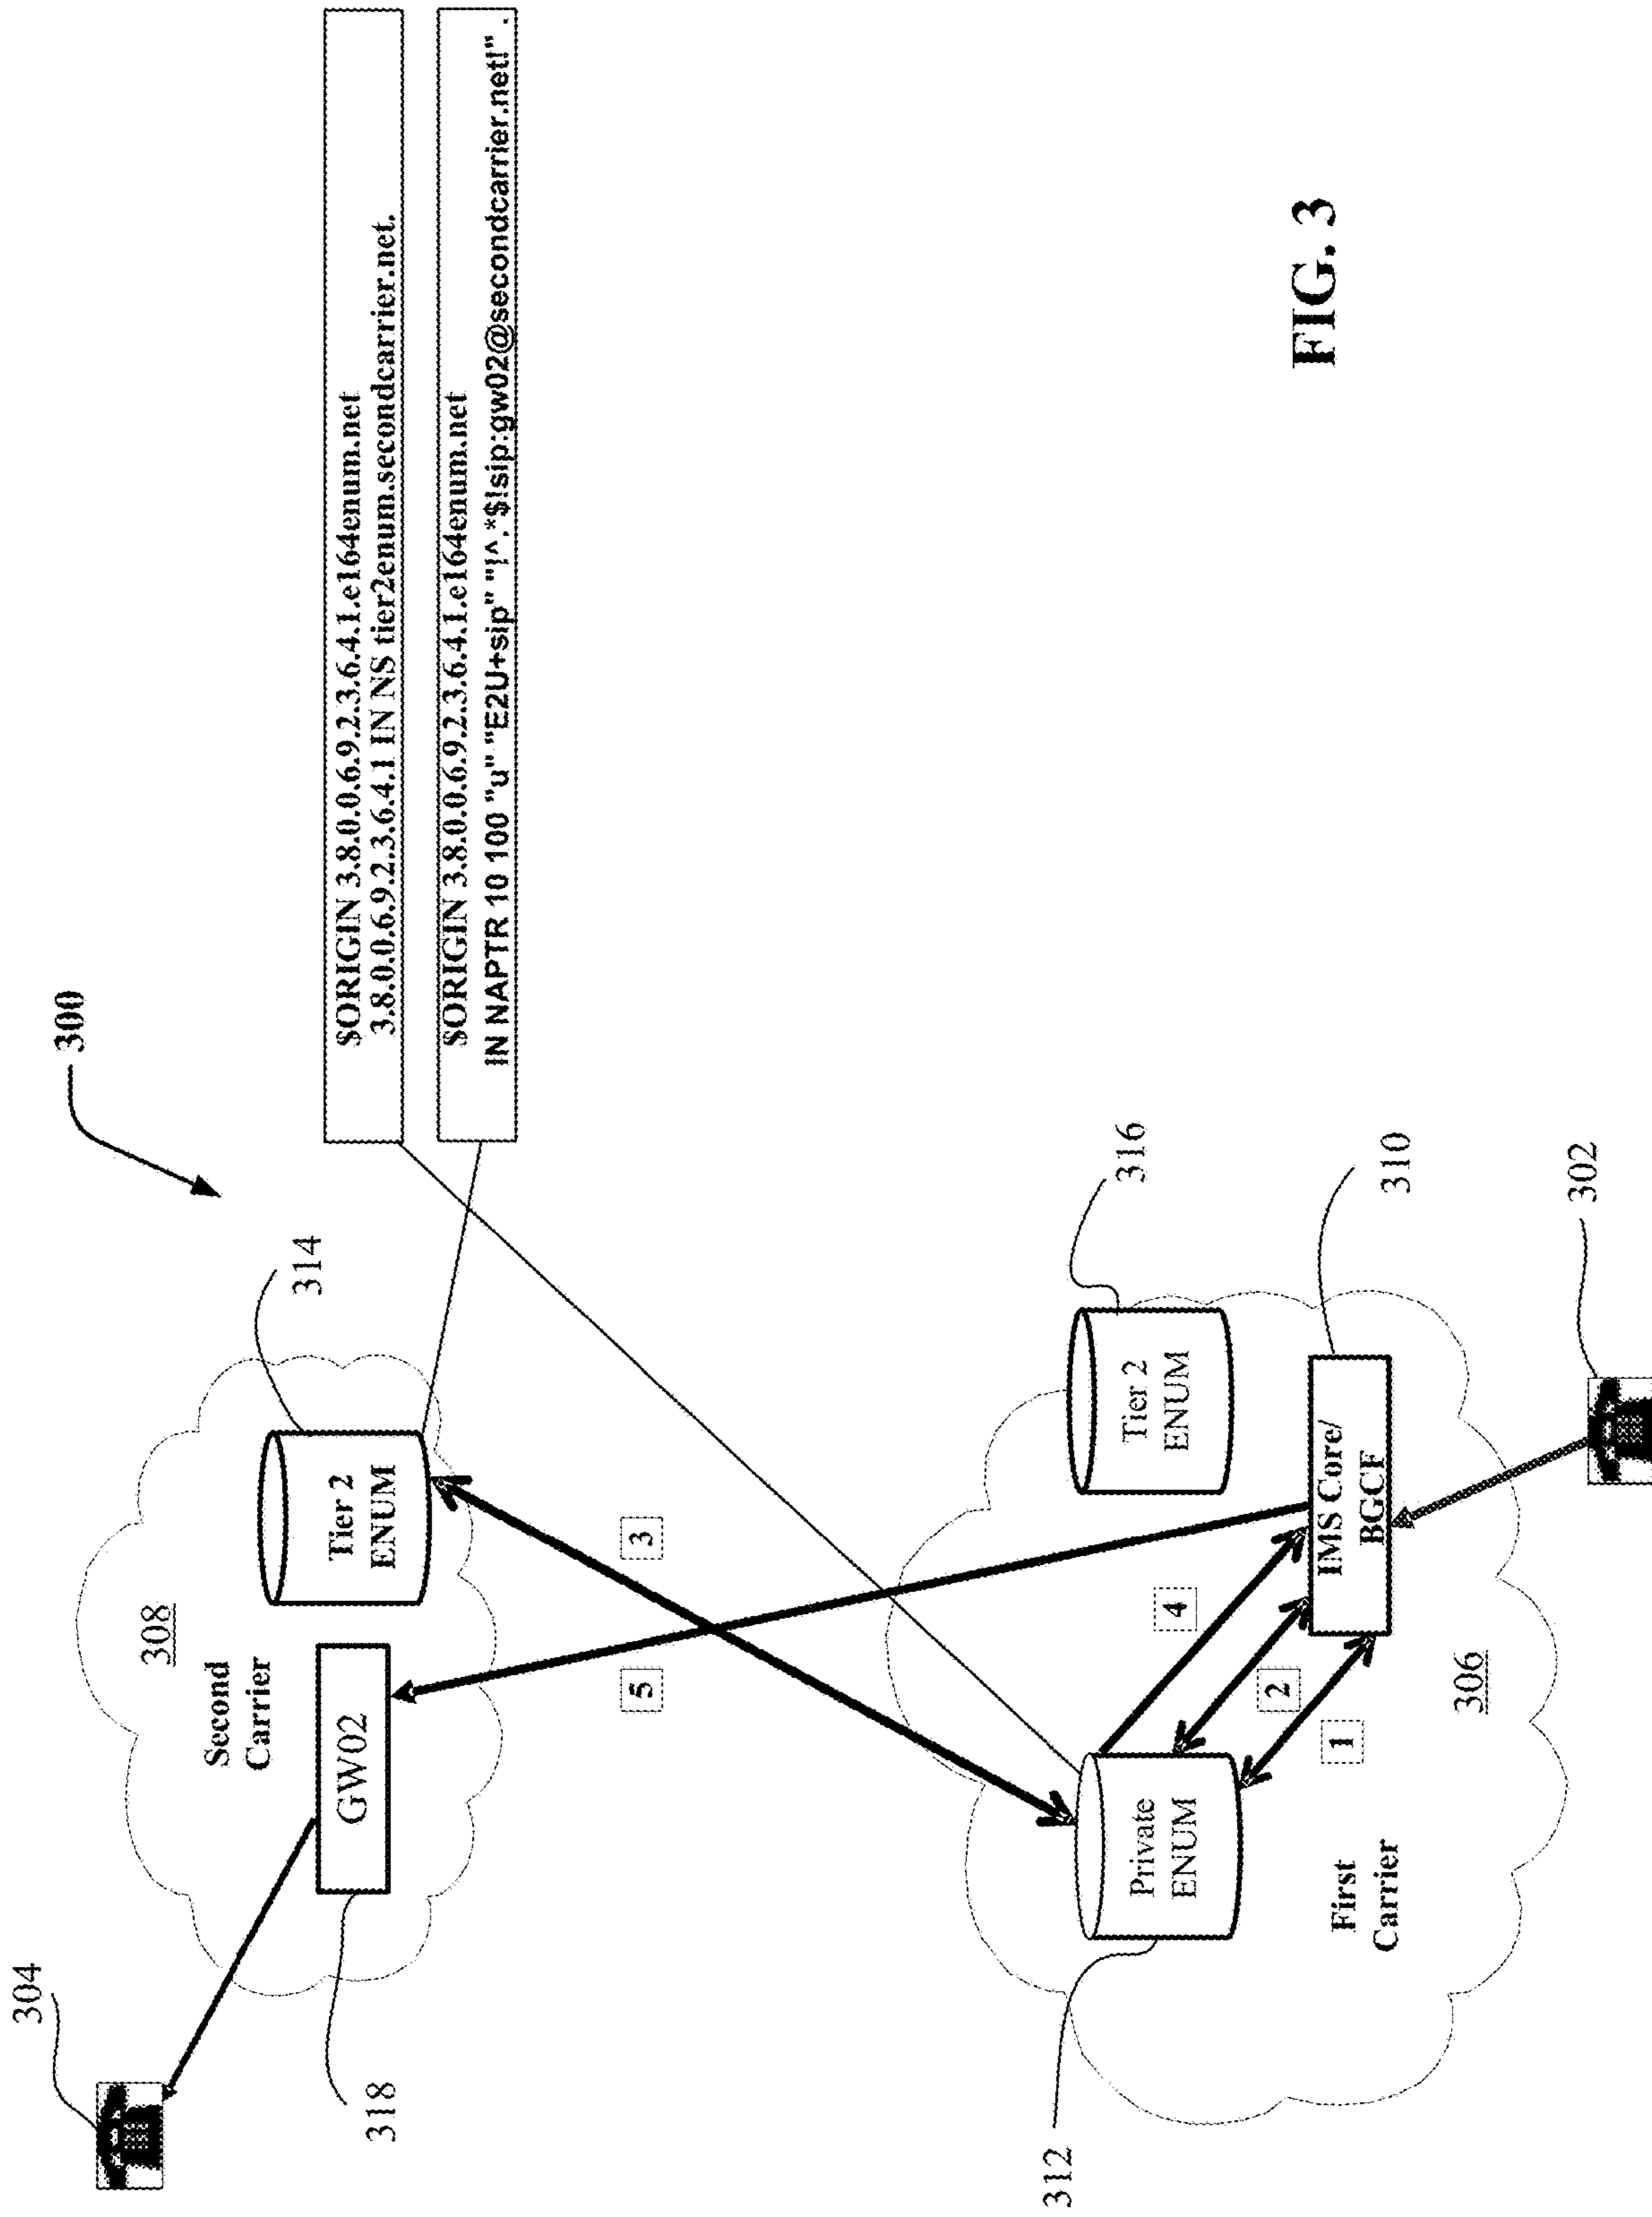 300
304
308
Second
Carrier
314
Tier 2
ENUM
GW02
318
$ORIGIN 3.8.0.0.6.9.2.3.6.4.1.e164enum.net
3.8.0.0.6.9.2.3.6.4.1 IN NS tier2enum.secondcarrier.net.
$ORIGIN 3.8.0.0.6.9.2.3.6.4.1.e164enum.net
IN NAPTR 10 100 "u" "E2U+sip" "!^.*$!sip:gw02@secondcarrier.net!" .
5
3
312
Private
ENUM
4
2
1
Tier 2
ENUM
316
IMS Core/
BGCF
310
First
Carrier
306
302
FIG. 3